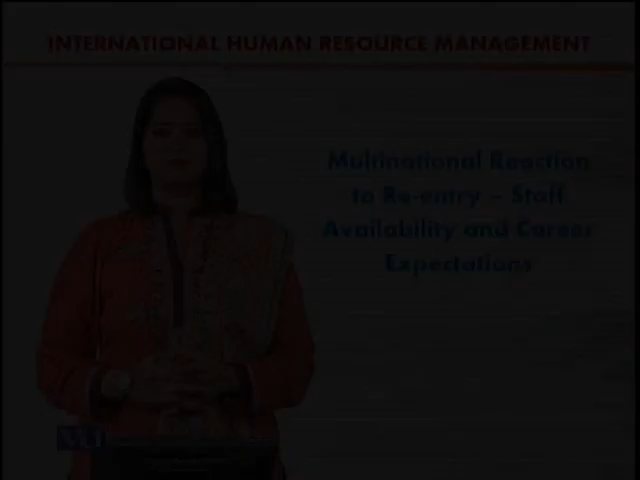 INTERNATIONAL HUMAN RESOURCE MANAGEMENT
Multinational Reaction
to Re-entry – Staff
Availability and Career
Expectations